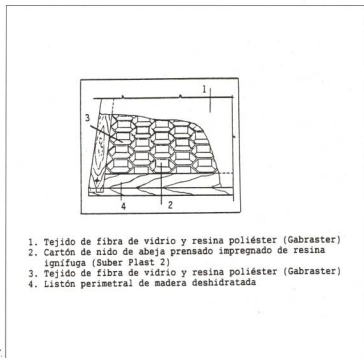 1
3
4
2
1. Tejido de fibra de vidrio y resina poliéster (Gabraster)
2. Cartón de nido de abeja prensado impregnado de resina
ignífuga (Suber Plast 2)
3. Tejido de fibra de vidrio y resina poliéster (Gabraster)
4. Listón perimetral de madera deshidratada